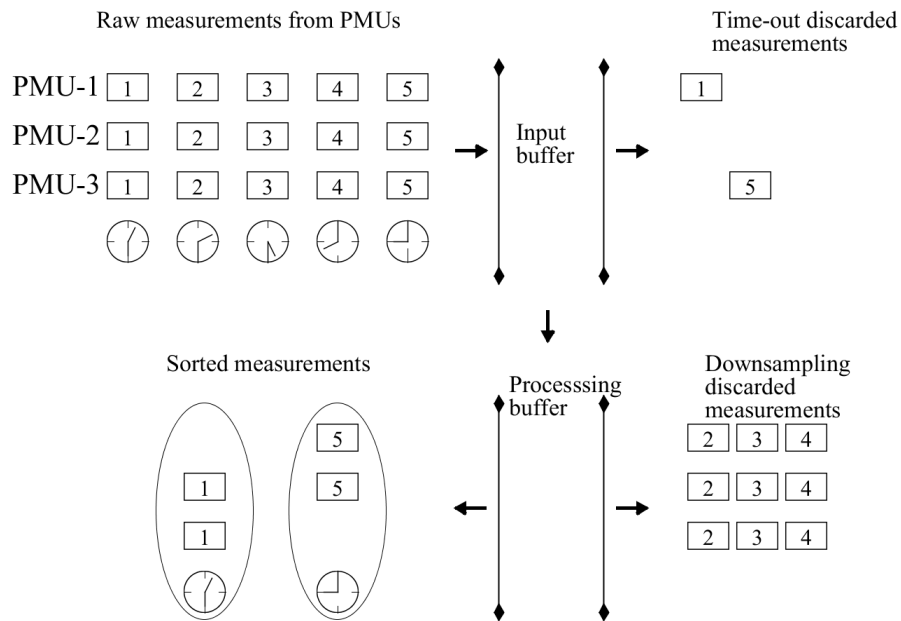 Raw measurements from PMUs
Time-out discarded
measurements
PMU-1 1 2 3 4 5
1
PMU-2 1 2 3 4 5
Input
buffer
PMU-3 1 2 3 4 5
5
Sorted measurements
Processsing
buffer
Downsampling
discarded
measurements
5
2 3 4
1 5
2 3 4
1
2 3 4